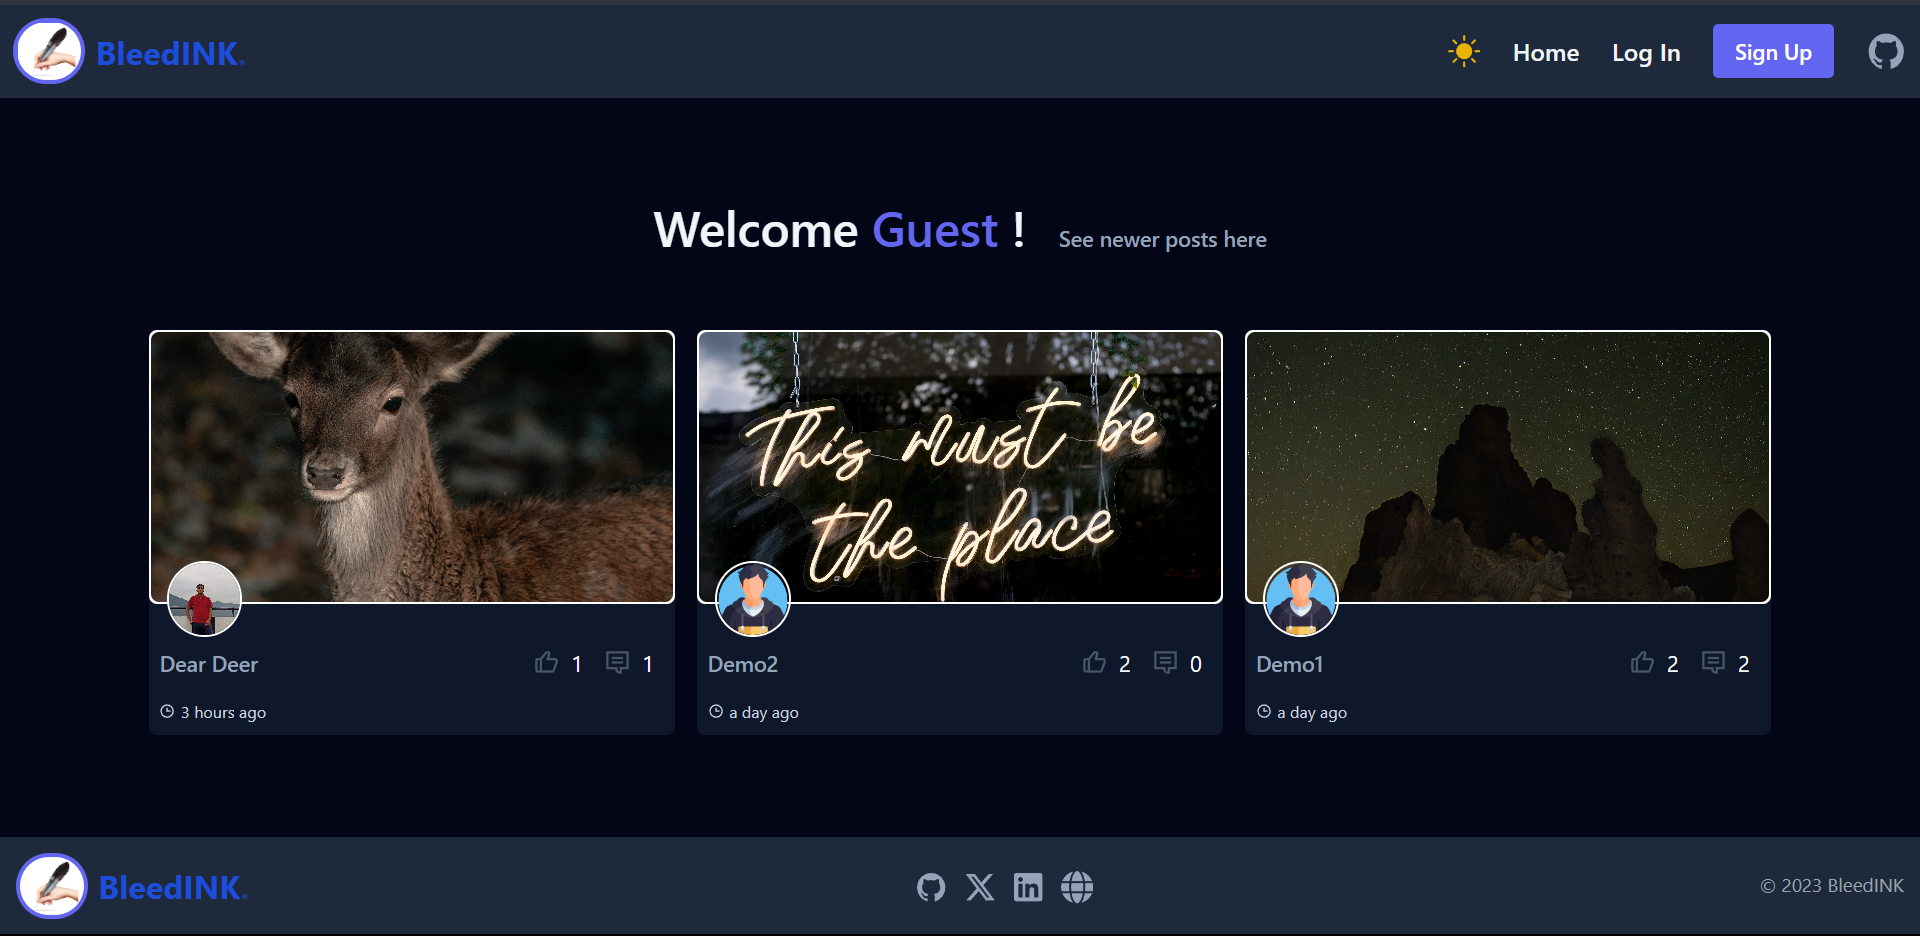 BleedINK.
Home
Log In
Sign Up
Welcome Guest !
See newer posts here
This must be
the place
Dear Deer
1
1
3 hours ago
Demo2
2
0
a day ago
Demo1
2
2
a day ago
BleedINK.
© 2023 BleedINK